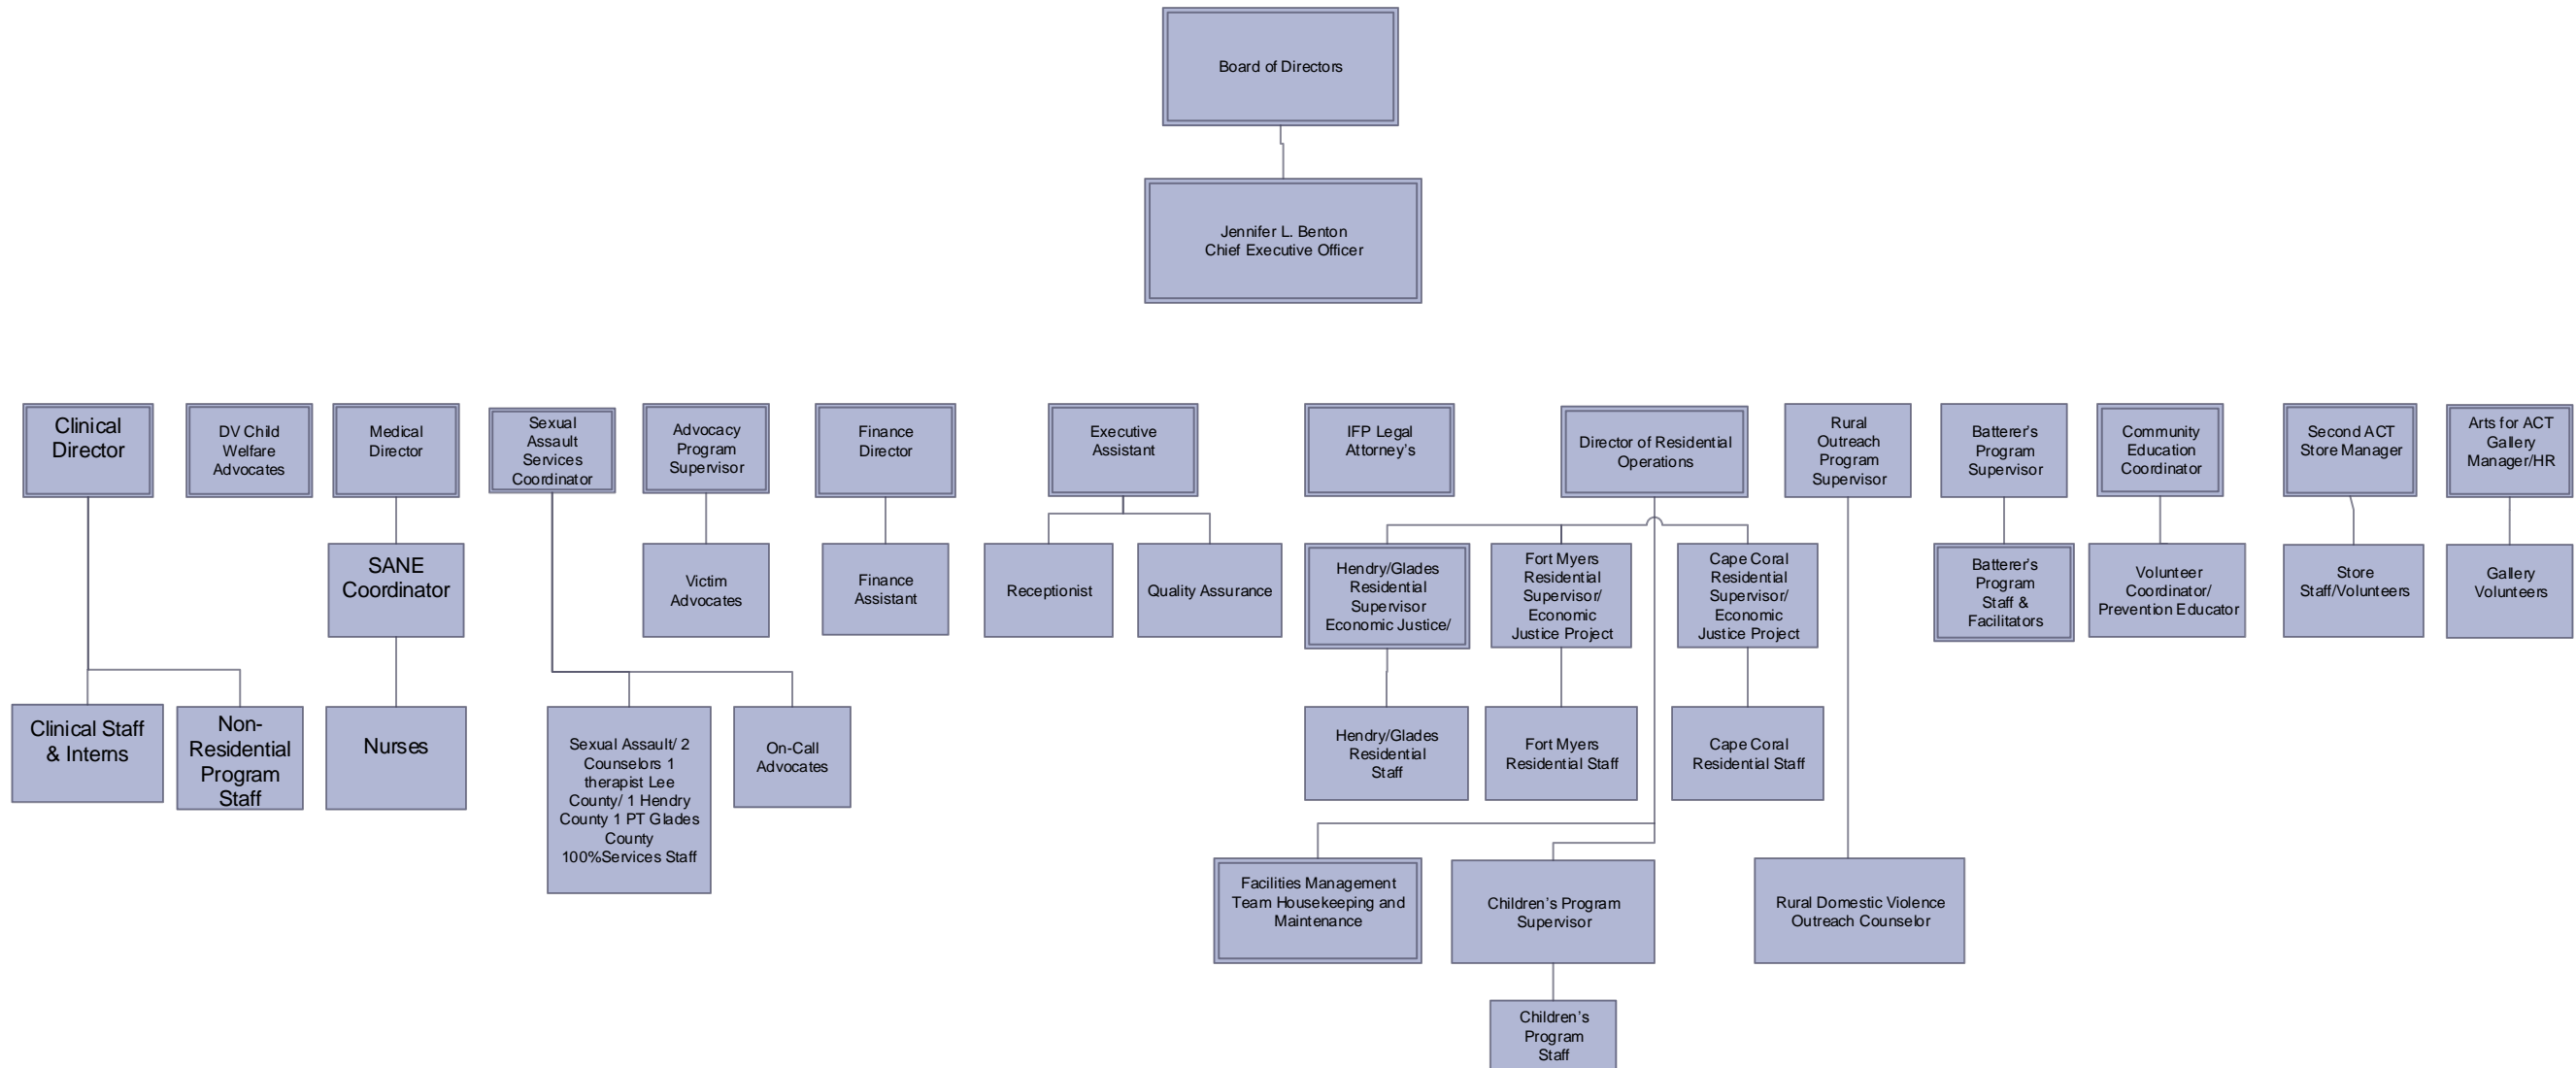 Board of Directors
Jennifer L. Benton
Chief Executive Officer
Clinical
Director
DV Child
Welfare
Advocates
Medical
Director
Sexual
Assault
Services
Coordinator
Advocacy
Program
Supervisor
Finance
Director
Executive
Assistant
IFP Legal
Attorney's
Director of Residential
Operations
Rural
Outreach
Program
Supervisor
Batterer's
Program
Supervisor
Community
Education
Coordinator
Second ACT
Store Manager
Arts for ACT
Gallery
Manager/HR
SANE
Coordinator
Victim
Advocates
Finance
Assistant
Receptionist
Quality Assurance
Hendry/Glades
Residential
Supervisor
Economic Justice/
Fort Myers
Residential
Supervisor/
Economic
Justice Project
Cape Coral
Residential
Supervisor/
Economic
Justice Project
Batterer's
Program
Staff &
Facilitators
Volunteer
Coordinator/
Prevention Educator
Store
Staff/Volunteers
Gallery
Volunteers
Clinical Staff
& Interns
Non-
Residential
Program
Staff
Nurses
Sexual Assault/ 2
Counselors 1
therapist Lee
County/ 1 Hendry
County 1 PT Glades
County
100%Services Staff
On-Call
Advocates
Hendry/Glades
Residential
Staff
Fort Myers
Residential Staff
Cape Coral
Residential Staff
Facilities Management
Team Housekeeping and
Maintenance
Children's Program
Supervisor
Rural Domestic Violence
Outreach Counselor
Children's
Program
Staff